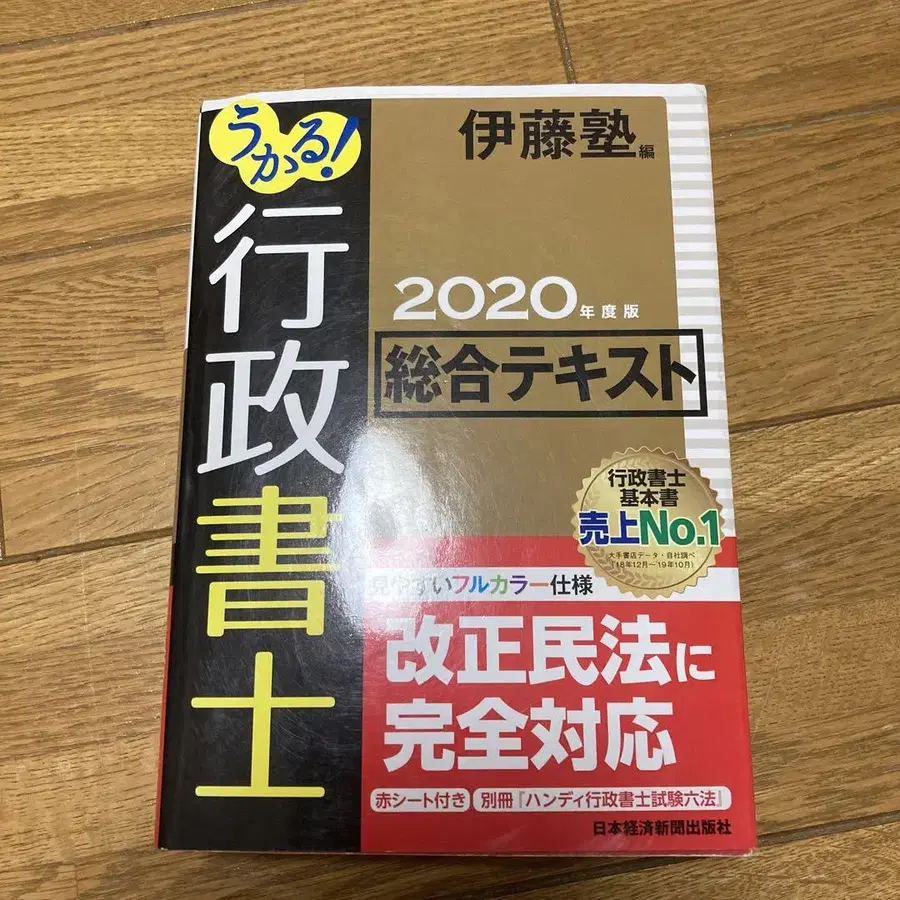 うかる!
行政書士
伊藤塾編
2020年度版
総合テキスト
行政書士
基本書
売上No.1
大手書店データ・自社調べ
('18年12月~'19年10月)
見やすいフルカラー仕様
改正民法に
完全対応
赤シート付き
別冊『ハンディ行政書士試験六法』
日本経済新聞出版社